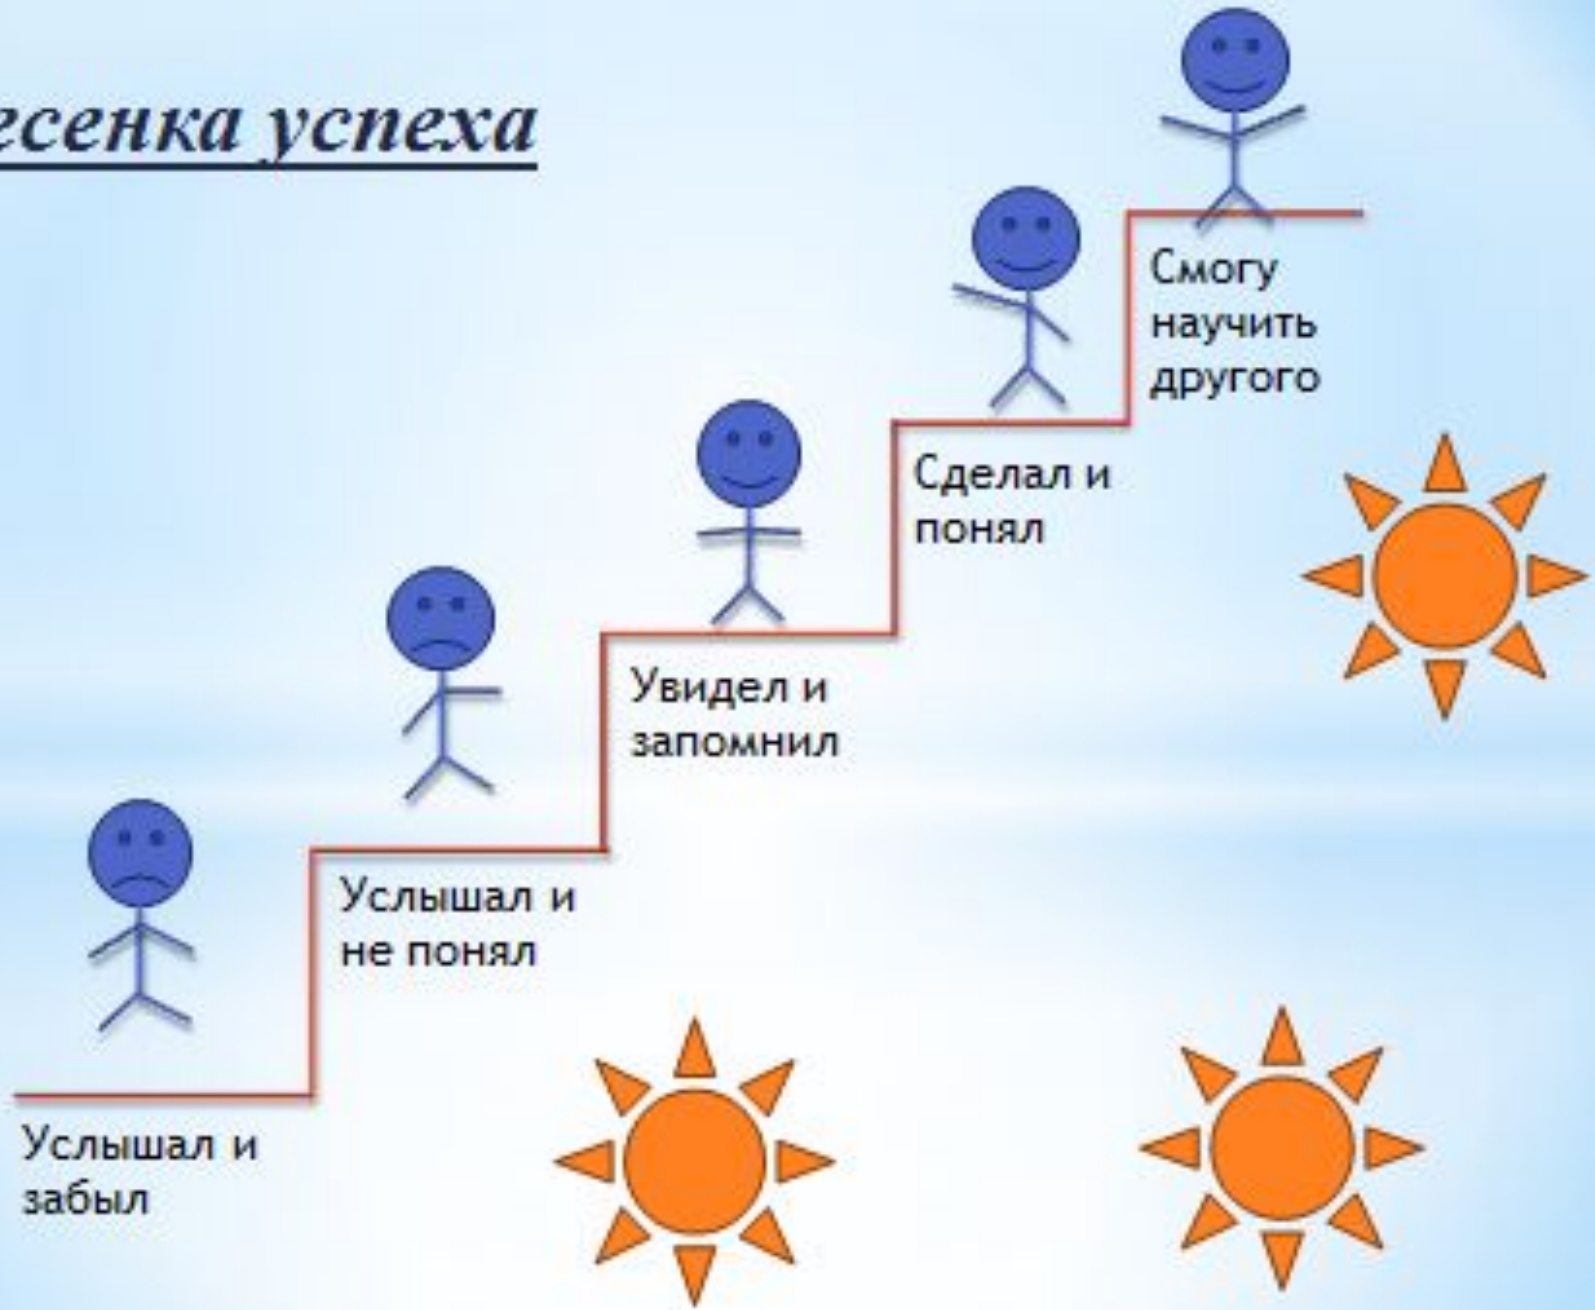 есенка успеха
Смогу
научить
другого
Сделал и
понял
Увидел и
запомнил
Услышал и
не понял
Услышал и
забыл